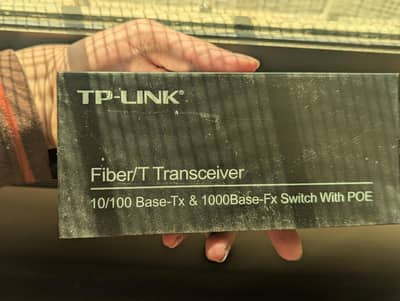 TP-LINK®
Fiber/T Transceiver
10/100 Base-Tx & 1000Base-Fx Switch With POE